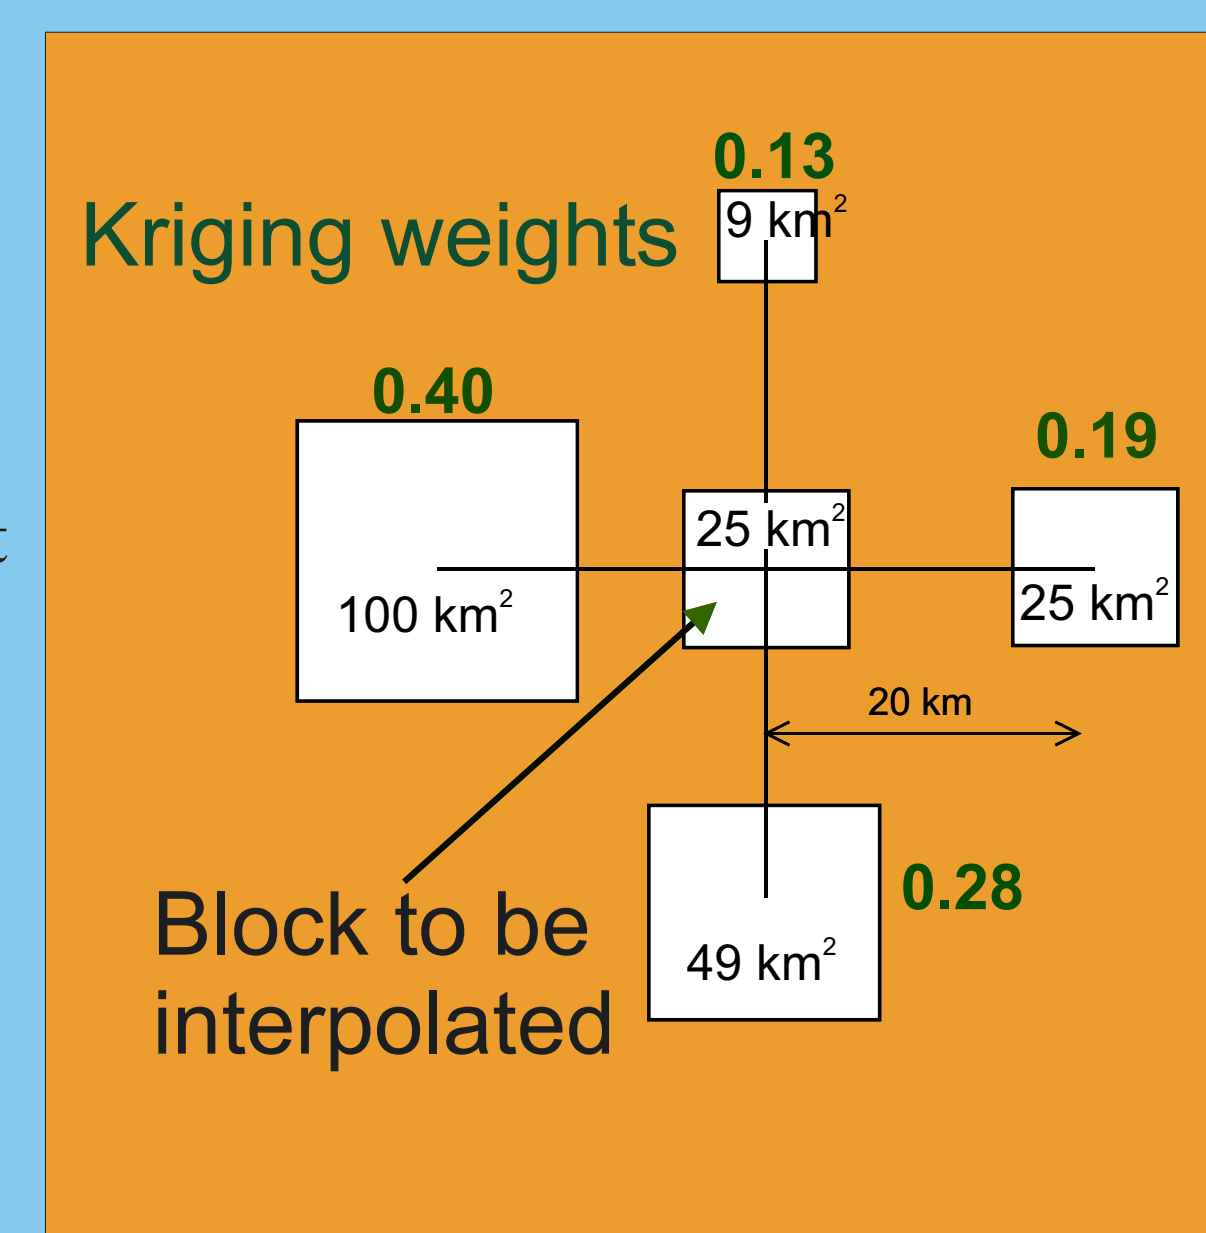 0.13
Kriging weights
9 km²
0.40
0.19
25 km²
100 km²
25 km²
20 km
0.28
Block to be
interpolated
49 km²